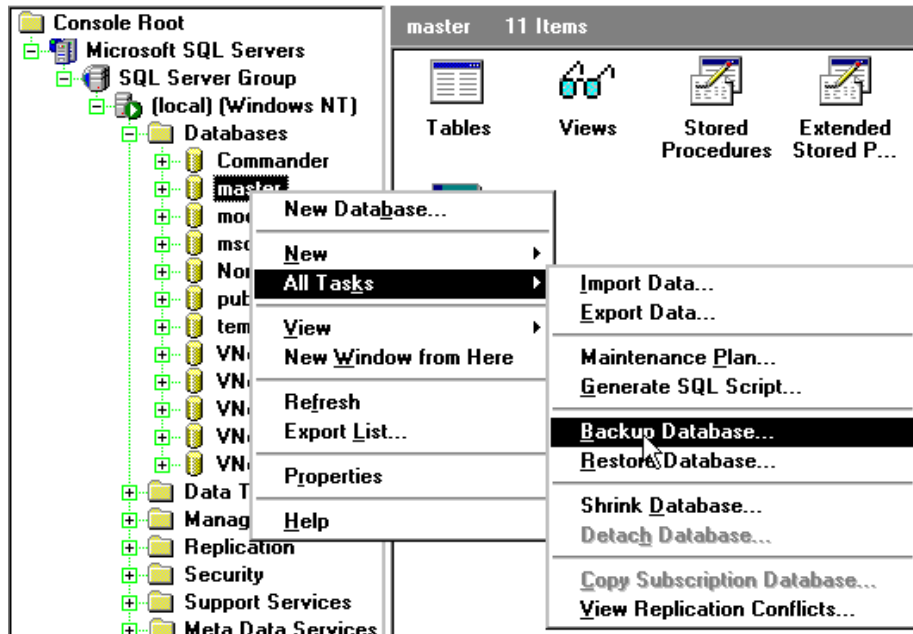 Console Root
Microsoft SQL Servers
SQL Server Group
(local) (Windows NT)
Databases
Commander
master
Data T
Manag
Replication
Security
Support Services
Meta Data Services
master 11 Items
Tables
Views
Stored
Procedures
Extended
Stored P...
New Database...
New
All Tasks
View
New Window from Here
Refresh
Export List...
Properties
Help
Import Data...
Export Data...
Maintenance Plan...
Generate SQL Script...
Backup Database...
Restore Database...
Shrink Database...
Detach Database...
Copy Subscription Database...
View Replication Conflicts...